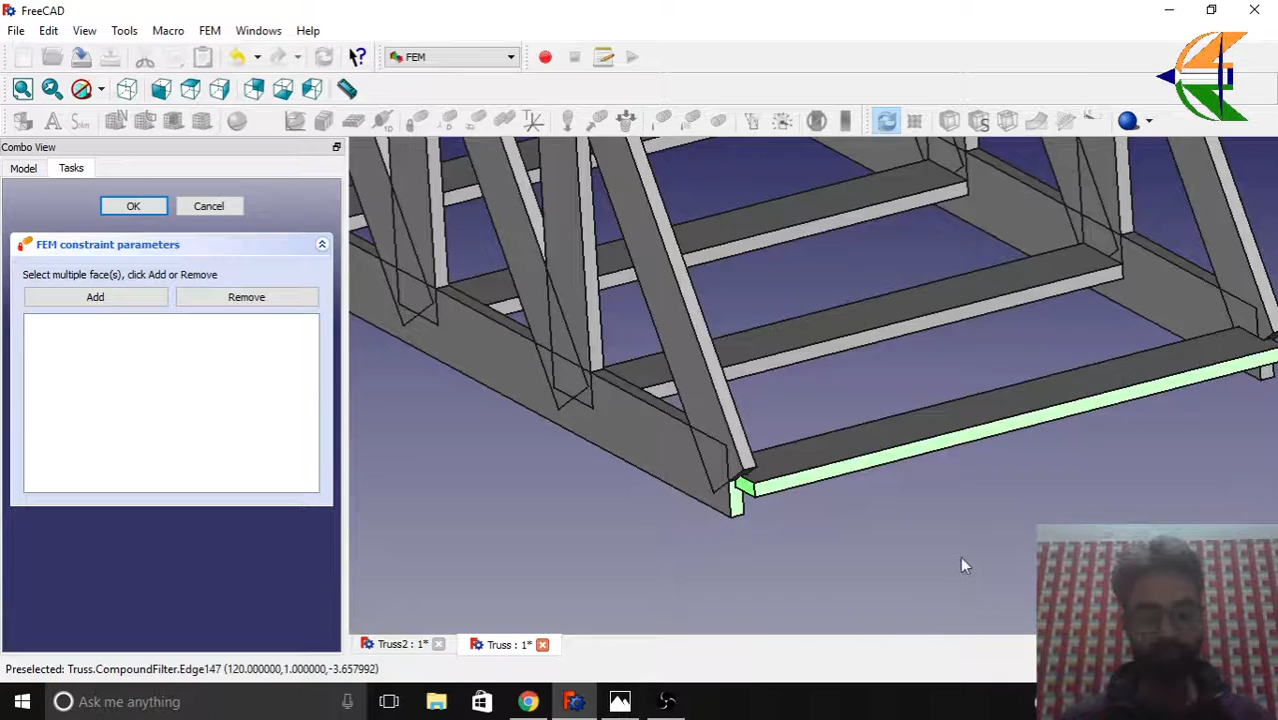 FreeCAD
File Edit View Tools Macro FEM Windows Help
FEM
Combo View
Model Tasks
OK Cancel
FEM constraint parameters
Select multiple face(s), click Add or Remove
Add Remove
Truss2 : 1* Truss : 1*
Preselected: Truss.CompoundFilter.Edge147 (120.000000,1.000000,-3.657992)
Ask me anything